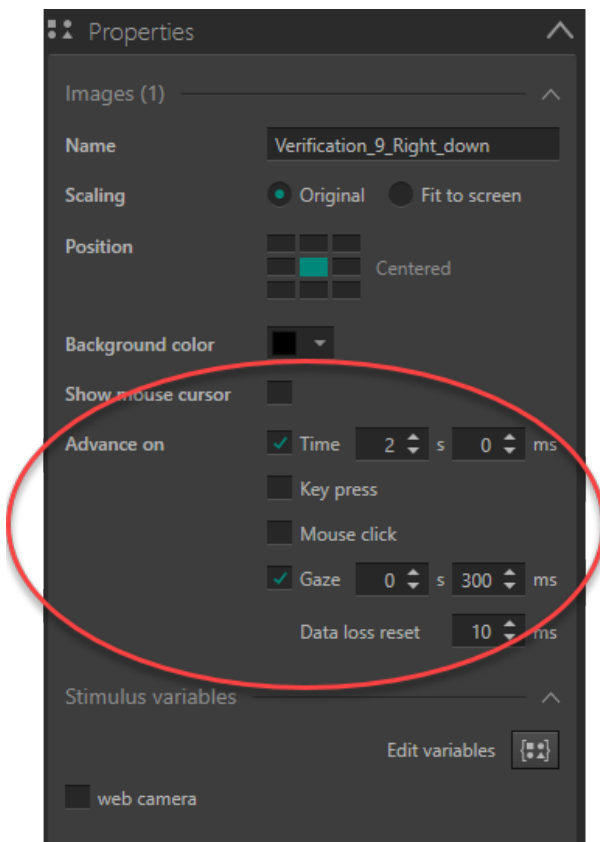 Properties
Images (1)
Name Verification_9_Right_down
Scaling Original Fit to screen
Position Centered
Background color
Show mouse cursor
Advance on Time 2 s 0 ms
Key press
Mouse click
Gaze 0 s 300 ms
Data loss reset 10 ms
Stimulus variables
Edit variables
web camera